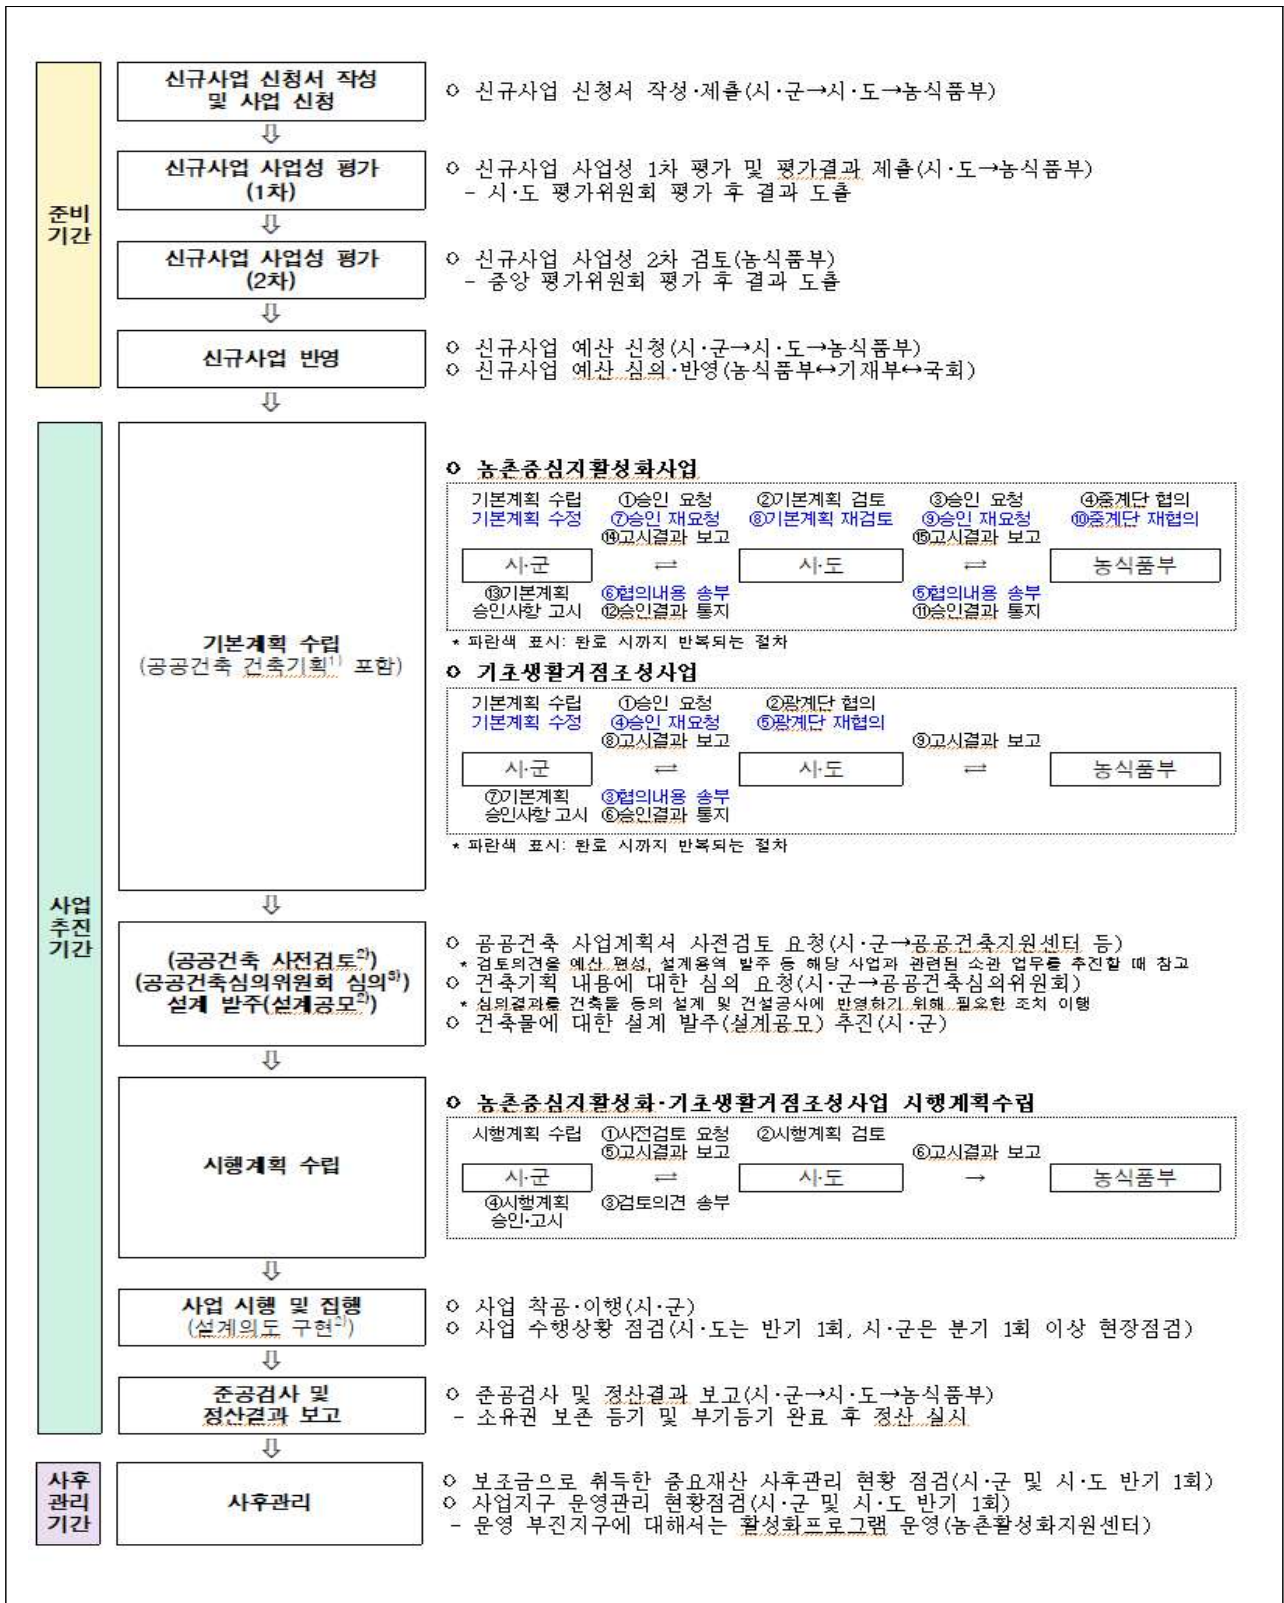 준비
기간
신규사업 신청서 작성
및 사업 신청
○ 신규사업 신청서 작성·제출(시·군→시·도→농식품부)
⇩
신규사업 사업성 평가
(1차)
○ 신규사업 사업성 1차 평가 및 평가결과 제출(시·도→농식품부)
- 시·도 평가위원회 평가 후 결과 도출
⇩
신규사업 사업성 평가
(2차)
○ 신규사업 사업성 2차 검토(농식품부)
- 중앙 평가위원회 평가 후 결과 도출
⇩
신규사업 반영
○ 신규사업 예산 신청(시·군→시·도→농식품부)
○ 신규사업 예산 심의·반영(농식품부↔기재부↔국회)
⇩
사업
추진
기간
기본계획 수립
(공공건축 건축기획1) 포함)
○ 농촌중심지활성화사업
기본계획 수립 ①승인 요청 ②기본계획 검토 ③승인 요청 ④중계단 협의
기본계획 수정 ⑦승인 재요청 ⑧기본계획 재검토 ⑨승인 재요청 ⑩중계단 재협의
⑭고시결과 보고 ⑮고시결과 보고
시·군 ⇄ 시·도 ⇄ 농식품부
⑬기본계획 ⑥협의내용 송부 ⑤협의내용 송부
승인사항 고시 ⑫승인결과 통지 ⑪승인결과 통지
* 파란색 표시: 완료 시까지 반복되는 절차
○ 기초생활거점조성사업
기본계획 수립 ①승인 요청 ②광계단 협의
기본계획 수정 ④승인 재요청 ⑤광계단 재협의
⑧고시결과 보고 ⑨고시결과 보고
시·군 ⇄ 시·도 ⇄ 농식품부
⑦기본계획 ③협의내용 송부
승인사항 고시 ⑥승인결과 통지
* 파란색 표시: 완료 시까지 반복되는 절차
⇩
(공공건축 사전검토2))
(공공건축심의위원회 심의3))
설계 발주(설계공모2))
○ 공공건축 사업계획서 사전검토 요청(시·군→공공건축지원센터 등)
* 검토의견을 예산 편성, 설계용역 발주 등 해당 사업과 관련된 소관 업무를 추진할 때 참고
○ 건축기획 내용에 대한 심의 요청(시·군→공공건축심의위원회)
* 심의결과를 건축물 등의 설계 및 건설공사에 반영하기 위해 필요한 조치 이행
○ 건축물에 대한 설계 발주(설계공모) 추진(시·군)
⇩
시행계획 수립
○ 농촌중심지활성화·기초생활거점조성사업 시행계획수립
시행계획 수립 ①사전검토 요청 ②시행계획 검토
⑤고시결과 보고 ⑥고시결과 보고
시·군 ⇄ 시·도 → 농식품부
④시행계획 ③검토의견 송부
승인·고시
⇩
사업 시행 및 집행
(설계의도 구현2))
○ 사업 착공·이행(시·군)
○ 사업 수행상황 점검(시·도는 반기 1회, 시·군은 분기 1회 이상 현장점검)
⇩
준공검사 및
정산결과 보고
○ 준공검사 및 정산결과 보고(시·군→시·도→농식품부)
- 소유권 보존 등기 및 부기등기 완료 후 정산 실시
⇩
사후
관리
기간
사후관리
○ 보조금으로 취득한 중요재산 사후관리 현황 점검(시·군 및 시·도 반기 1회)
○ 사업지구 운영관리 현황점검(시·군 및 시·도 반기 1회)
- 운영 부진지구에 대해서는 활성화프로그램 운영(농촌활성화지원센터)